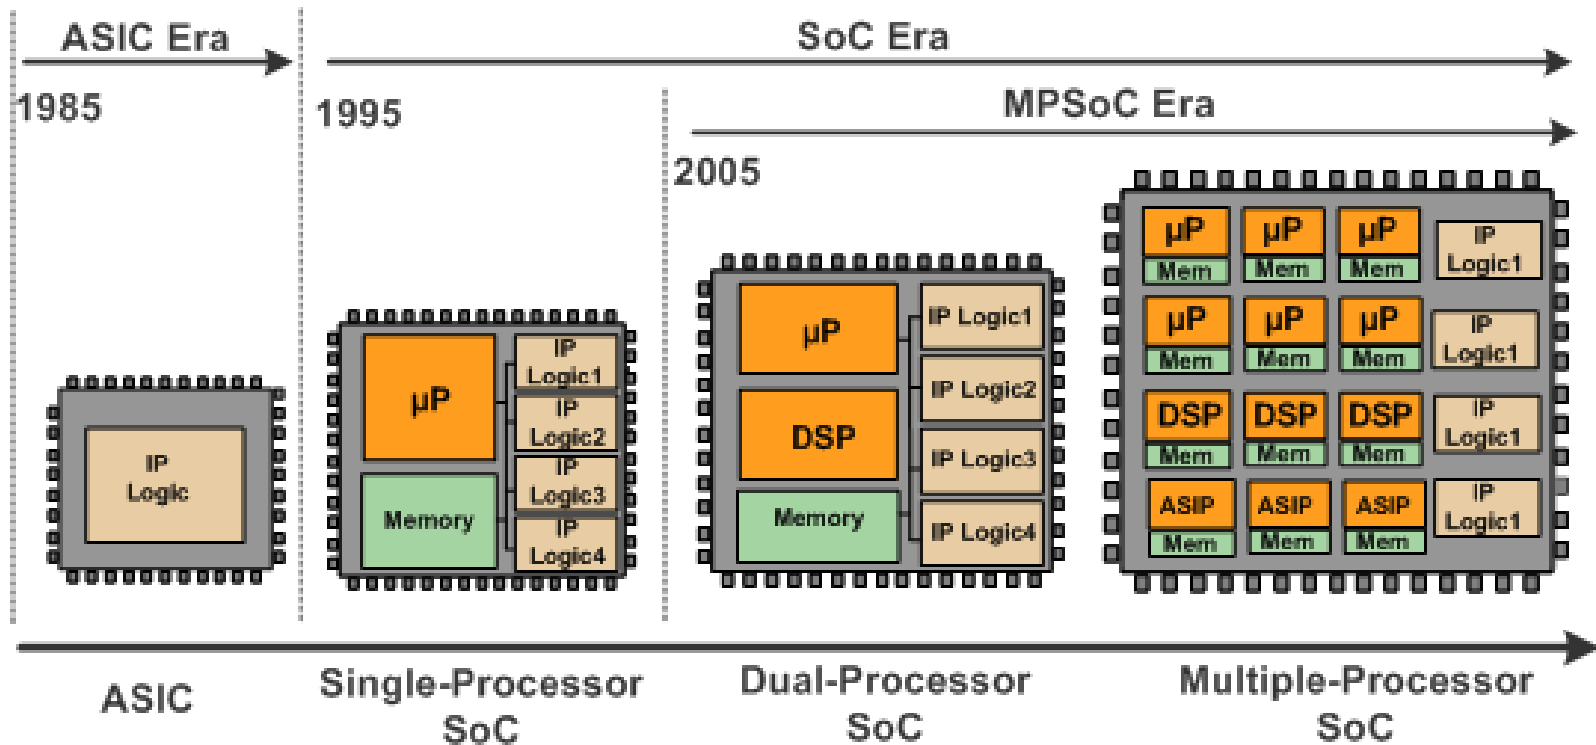 ASIC Era
SoC Era
1985
1995
MPSoC Era
2005
IP
Logic
µP
Memory
IP
Logic1
IP
Logic2
IP
Logic3
IP
Logic4
µP
DSP
Memory
IP Logic1
IP Logic2
IP Logic3
IP Logic4
µP µP µP
Mem Mem Mem
IP
Logic1
µP µP µP
Mem Mem Mem
IP
Logic1
DSP DSP DSP
Mem Mem Mem
IP
Logic1
ASIP ASIP ASIP
Mem Mem Mem
IP
Logic1
ASIC
Single-Processor
SoC
Dual-Processor
SoC
Multiple-Processor
SoC